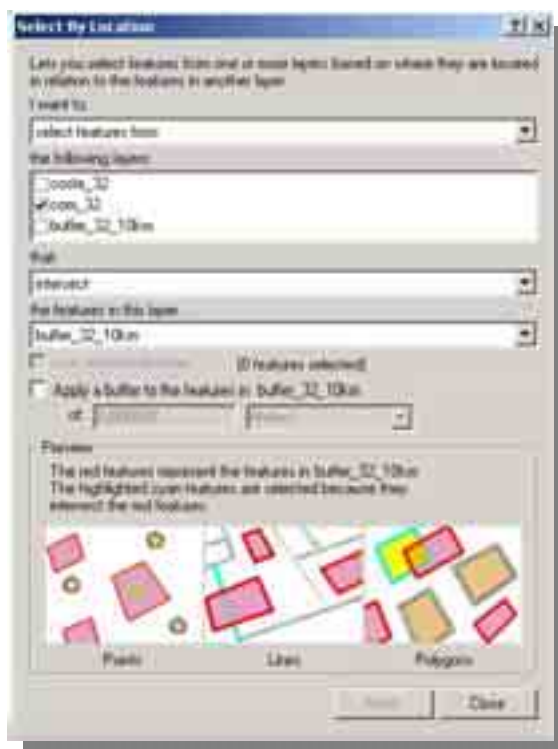 Select By Location
Lets you select features from one or more layers based on where they are located
in relation to the features in another layer.
I want to:
select features from
the following layers:
com_32
buffer_32_10km
that:
intersect
the features in this layer:
buffer_32_10km
(0 features selected)
Apply a buffer to the features in buffer_32_10km
of:
Preview
The red features represent the features in buffer_32_10km
The highlighted cyan features are selected because they
intersect the red features
Points Lines Polygons
Close